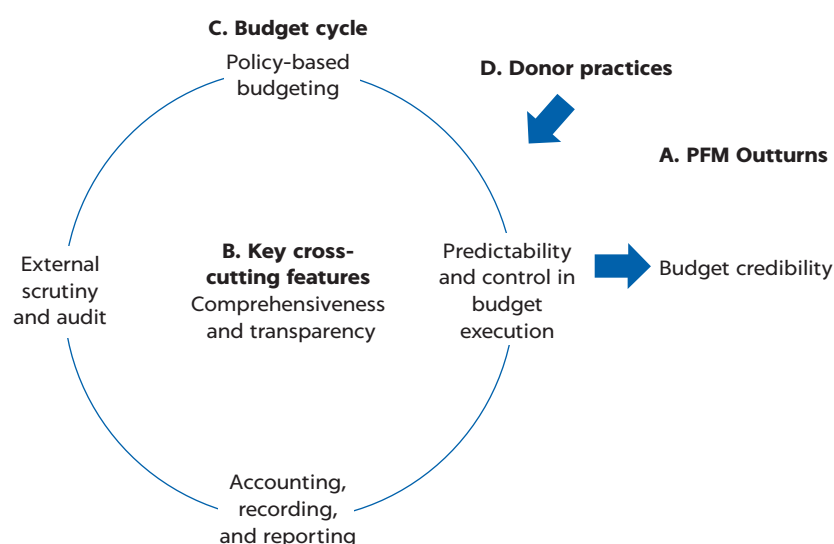 C. Budget cycle
Policy-based
budgeting
D. Donor practices
A. PFM Outturns
External
scrutiny
and audit
B. Key cross-
cutting features
Comprehensiveness
and transparency
Predictability
and control in
budget
execution
Budget credibility
Accounting,
recording,
and reporting